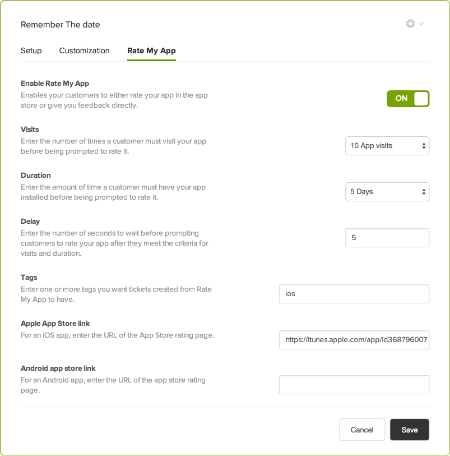 Remember The date
Setup Customization Rate My App
Enable Rate My App
Enables your customers to either rate your app in the app
store or give you feedback directly.
ON
Visits
Enter the number of times a customer must visit your app
before being prompted to rate it.
10 App visits
Duration
Enter the amount of time a customer must have your app
installed before being prompted to rate it.
5 Days
Delay
Enter the number of seconds to wait before prompting
customers to rate your app after they meet the criteria for
visits and duration.
5
Tags
Enter one or more tags you want tickets created from Rate
My App to have.
ios
Apple App Store link
For an iOS app, enter the URL of the App Store rating page.
https://itunes.apple.com/app/id368796007
Android app store link
For an Android app, enter the URL of the app store rating
page.
Cancel Save